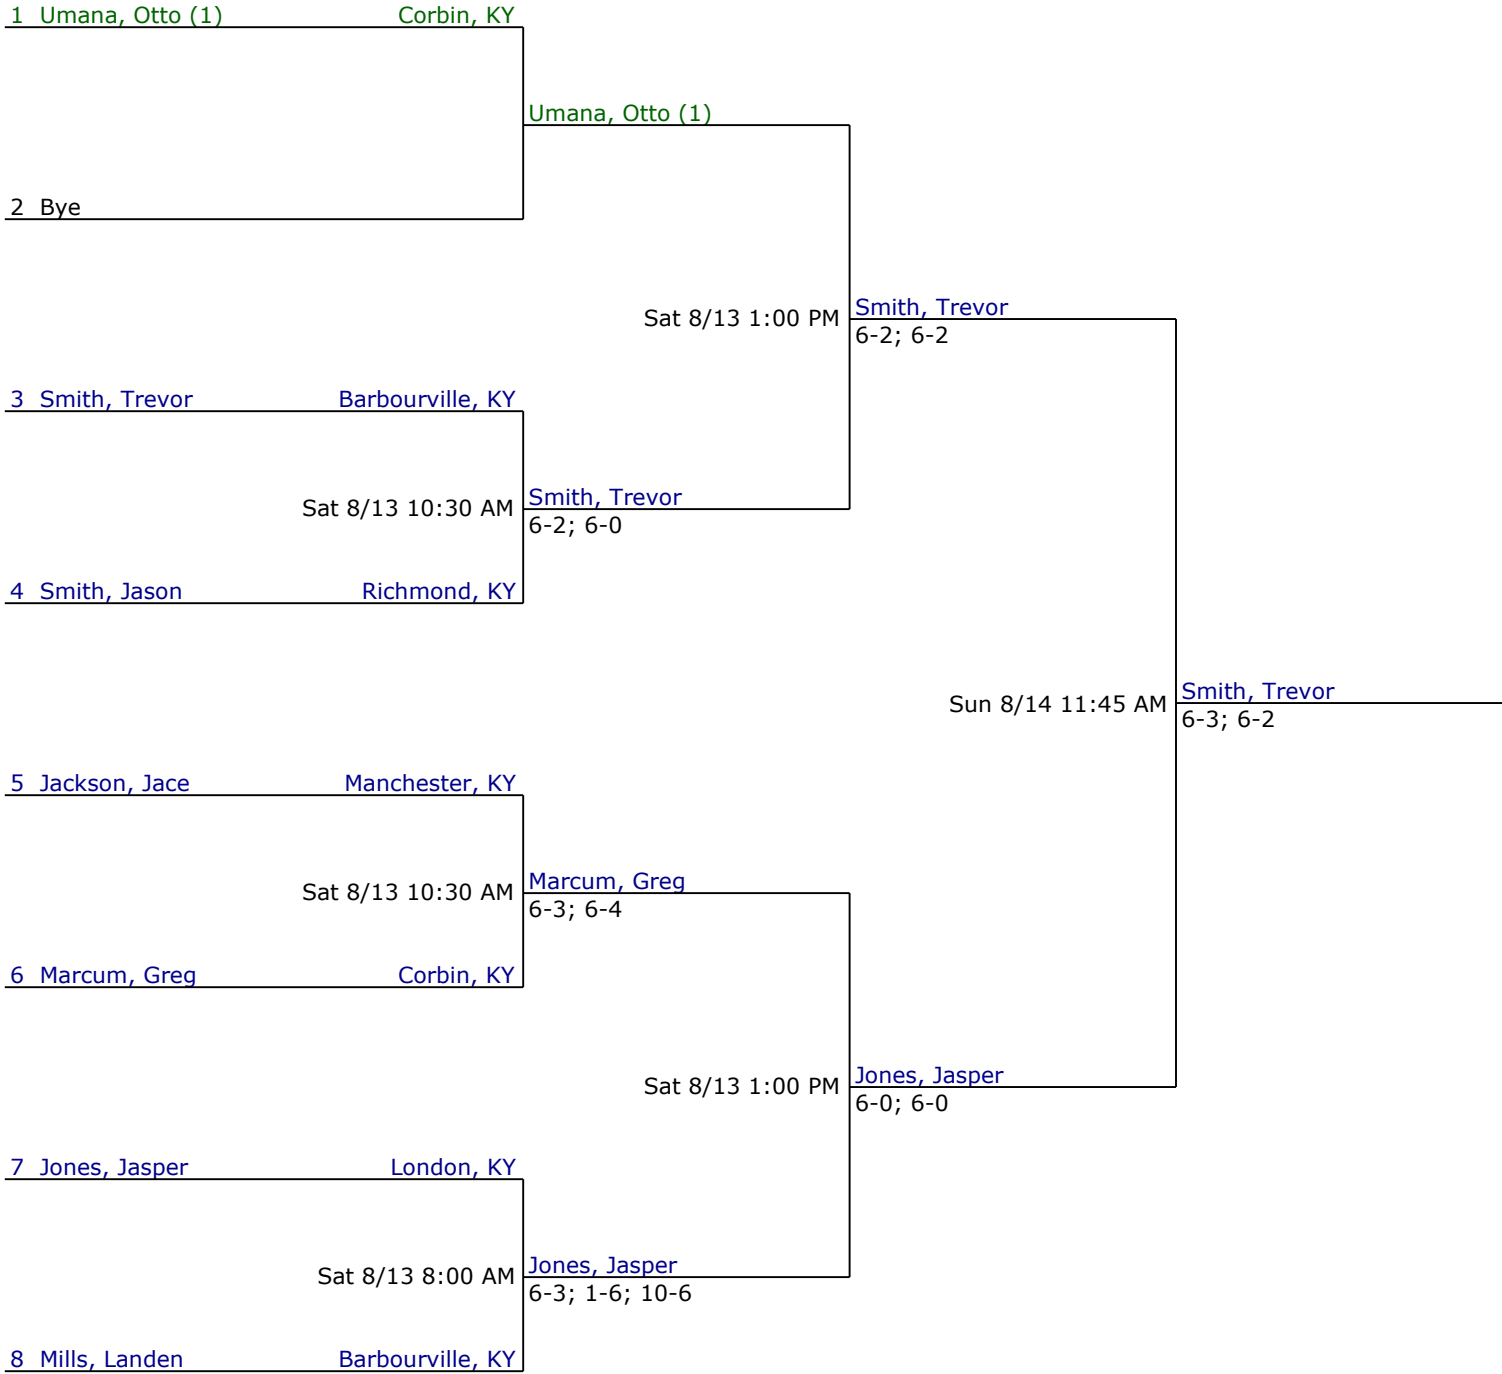 1 Umana, Otto (1) Corbin, KY
Umana, Otto (1)
2 Bye
Sat 8/13 1:00 PM Smith, Trevor
6-2; 6-2
3 Smith, Trevor Barbourville, KY
Sat 8/13 10:30 AM Smith, Trevor
6-2; 6-0
4 Smith, Jason Richmond, KY
Sun 8/14 11:45 AM Smith, Trevor
6-3; 6-2
5 Jackson, Jace Manchester, KY
Sat 8/13 10:30 AM Marcum, Greg
6-3; 6-4
6 Marcum, Greg Corbin, KY
Sat 8/13 1:00 PM Jones, Jasper
6-0; 6-0
7 Jones, Jasper London, KY
Sat 8/13 8:00 AM Jones, Jasper
6-3; 1-6; 10-6
8 Mills, Landen Barbourville, KY